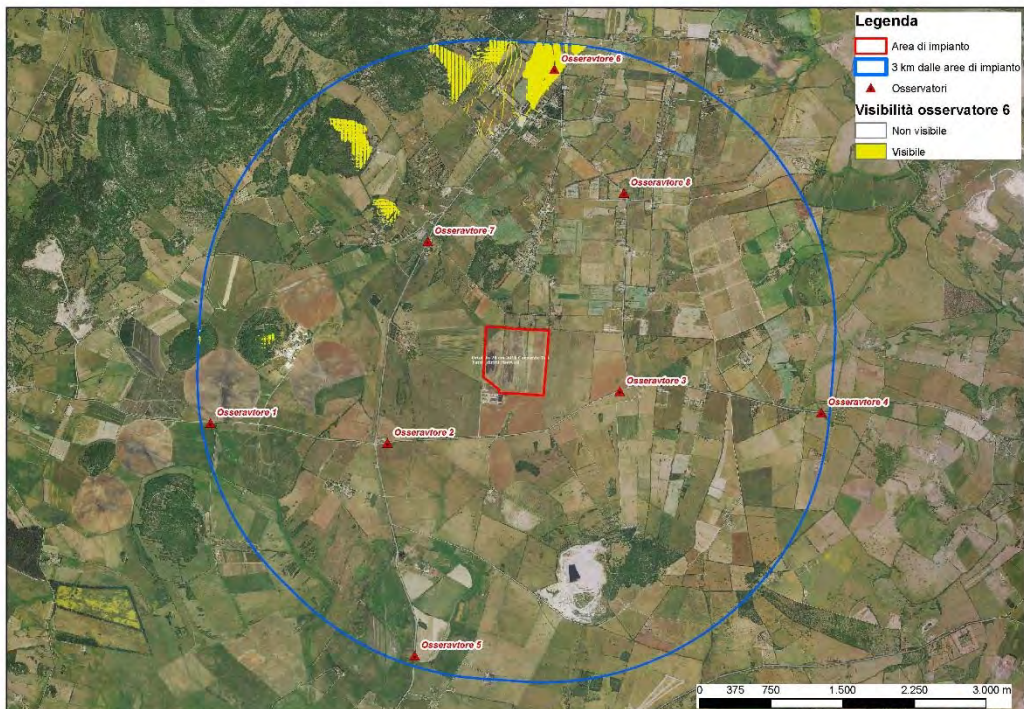 Legenda
Area di impianto
3 km dalle aree di impianto
Osservatori
Visibilità osservatore 6
Non visibile
Visibile
Osseravtore 6
Osseravtore 8
Osseravtore 7
Osseravtore 3
Osseravtore 4
Osseravtore 1
Osseravtore 2
Osseravtore 5
0 375 750 1.500 2.250 3.000 m